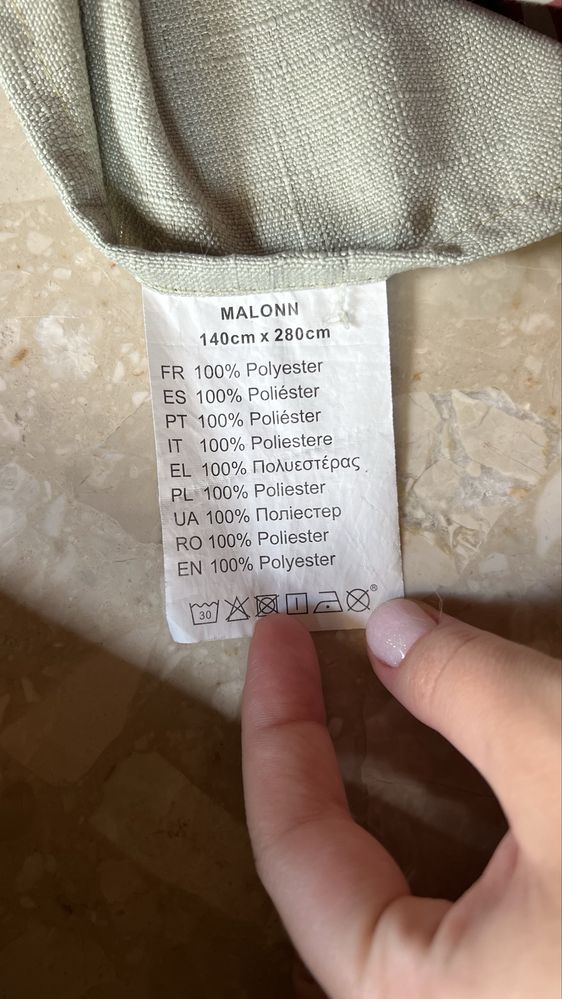 MALONN
140cm x 280cm
FR 100% Polyester
ES 100% Poliéster
PT 100% Poliéster
IT 100% Poliestere
EL 100% Πολυεστέρας
PL 100% Poliester
UA 100% Поліестер
RO 100% Poliester
EN 100% Polyester
30 ®